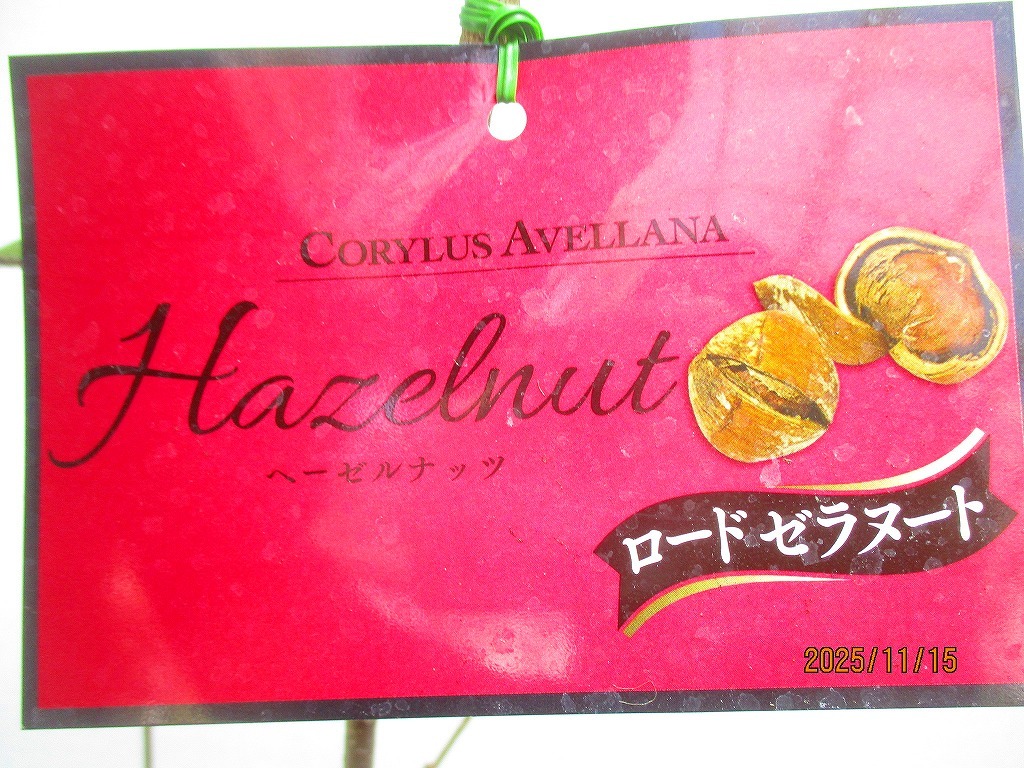 CORYLUS AVELLANA
Hazelnut
ヘーゼルナッツ
ロードゼラヌート
2025/11/15